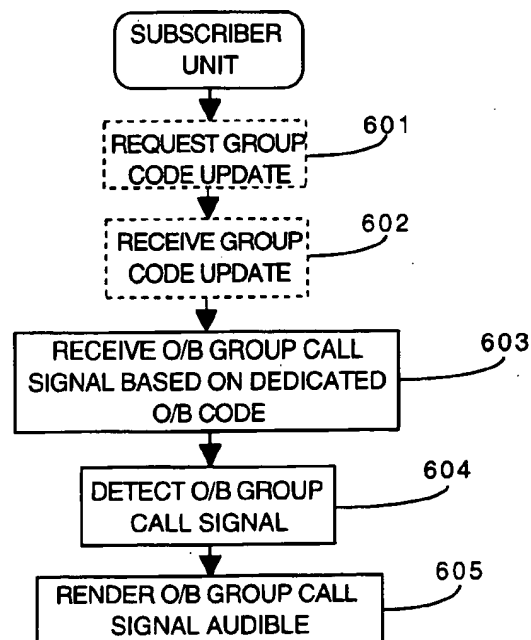 SUBSCRIBER
UNIT
601
REQUEST GROUP
CODE UPDATE
602
RECEIVE GROUP
CODE UPDATE
603
RECEIVE O/B GROUP CALL
SIGNAL BASED ON DEDICATED
O/B CODE
604
DETECT O/B GROUP
CALL SIGNAL
605
RENDER O/B GROUP CALL
SIGNAL AUDIBLE